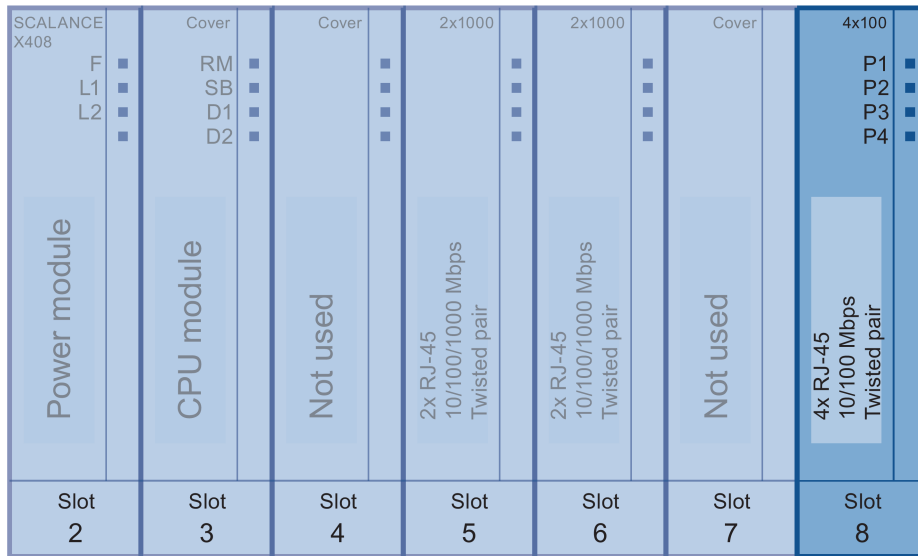 SCALANCE
X408
F
L1
L2
Power module
Slot
2
Cover
RM
SB
D1
D2
CPU module
Slot
3
Cover
Not used
Slot
4
2x1000
2x RJ-45
10/100/1000 Mbps
Twisted pair
Slot
5
2x1000
2x RJ-45
10/100/1000 Mbps
Twisted pair
Slot
6
Cover
Not used
Slot
7
4x100
P1
P2
P3
P4
4x RJ-45
10/100 Mbps
Twisted pair
Slot
8